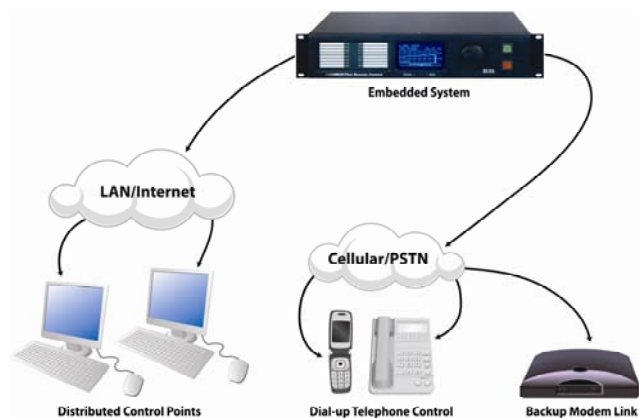 Embedded System
LAN/Internet
Cellular/PSTN
Distributed Control Points
Dial-up Telephone Control
Backup Modem Link